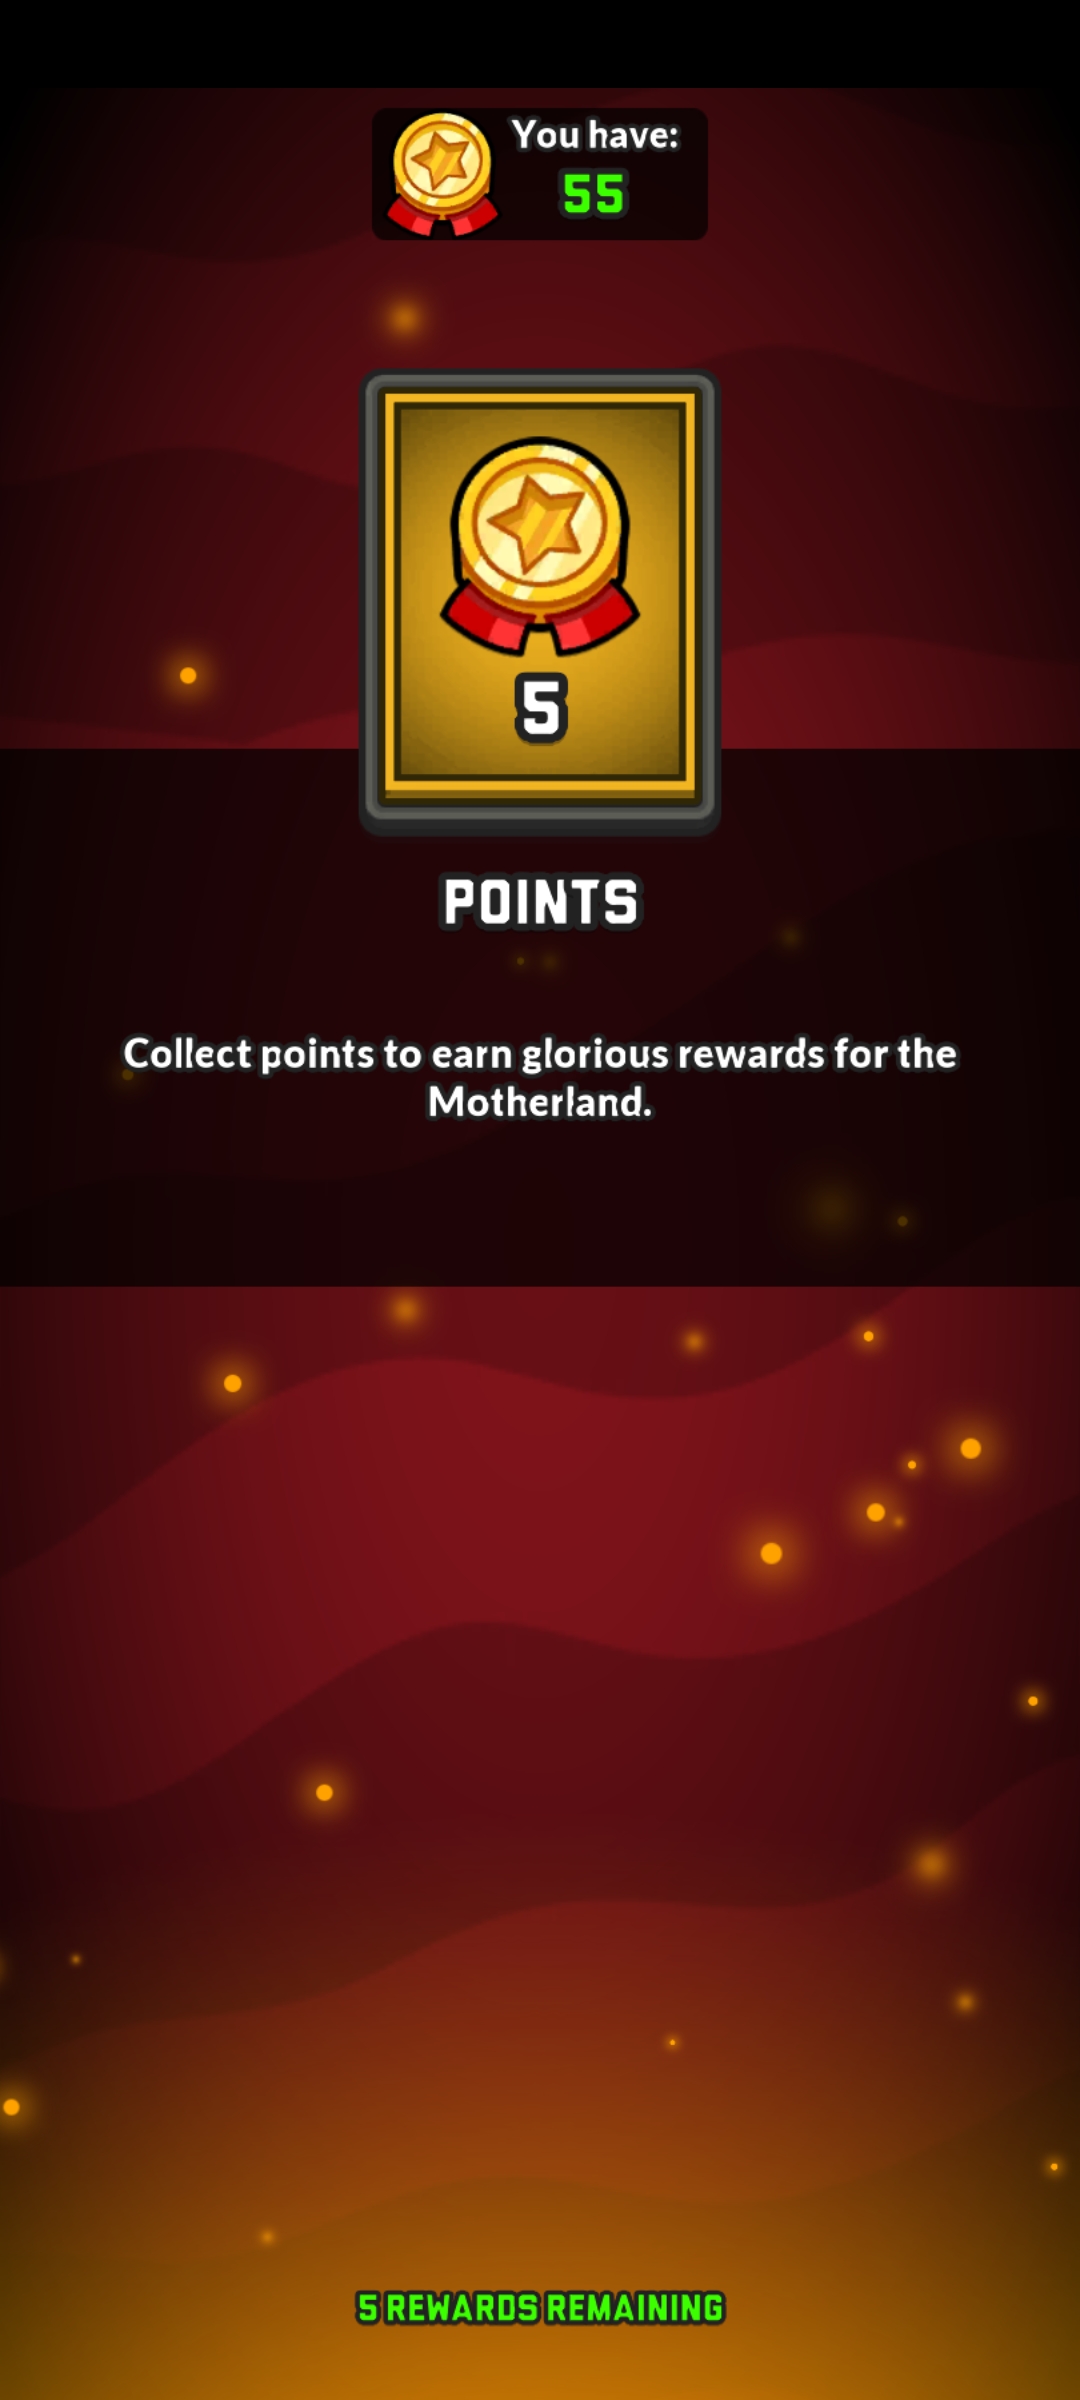 You have:
55
5
POINTS
Collect points to earn glorious rewards for the
Motherland.
5 REWARDS REMAINING